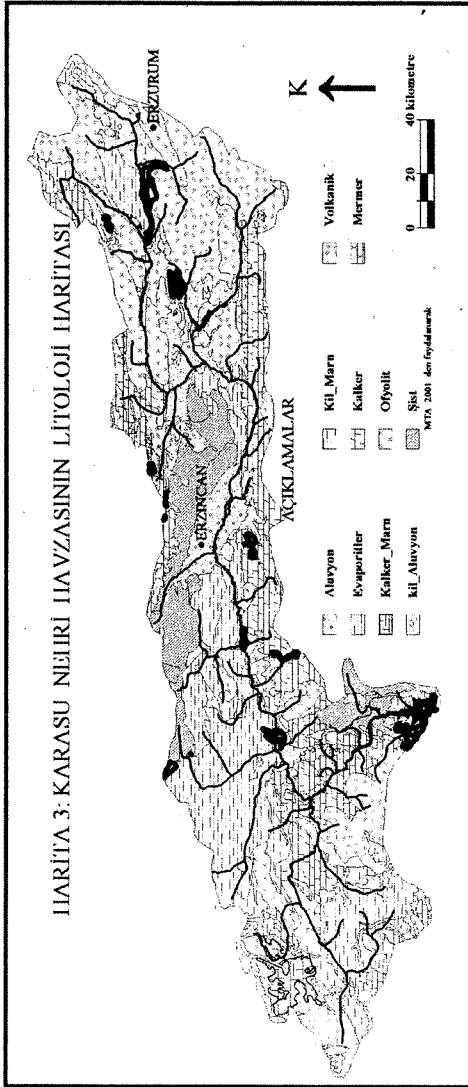 HARİTA 3: KARASU NEHRİ HAVZASININ LİTOLOJİ HARİTASI
ERZURUM
ERZİNCAN
K
AÇIKLAMALAR
Aluvyon
Evaporitler
Kalker_Marn
kil_Aluvyon
Kil_Marn
Kalker
Ofyolit
Şist
Volkanik
Mermer
MTA 2001 den faydalanarak
0 20 40 kilometre